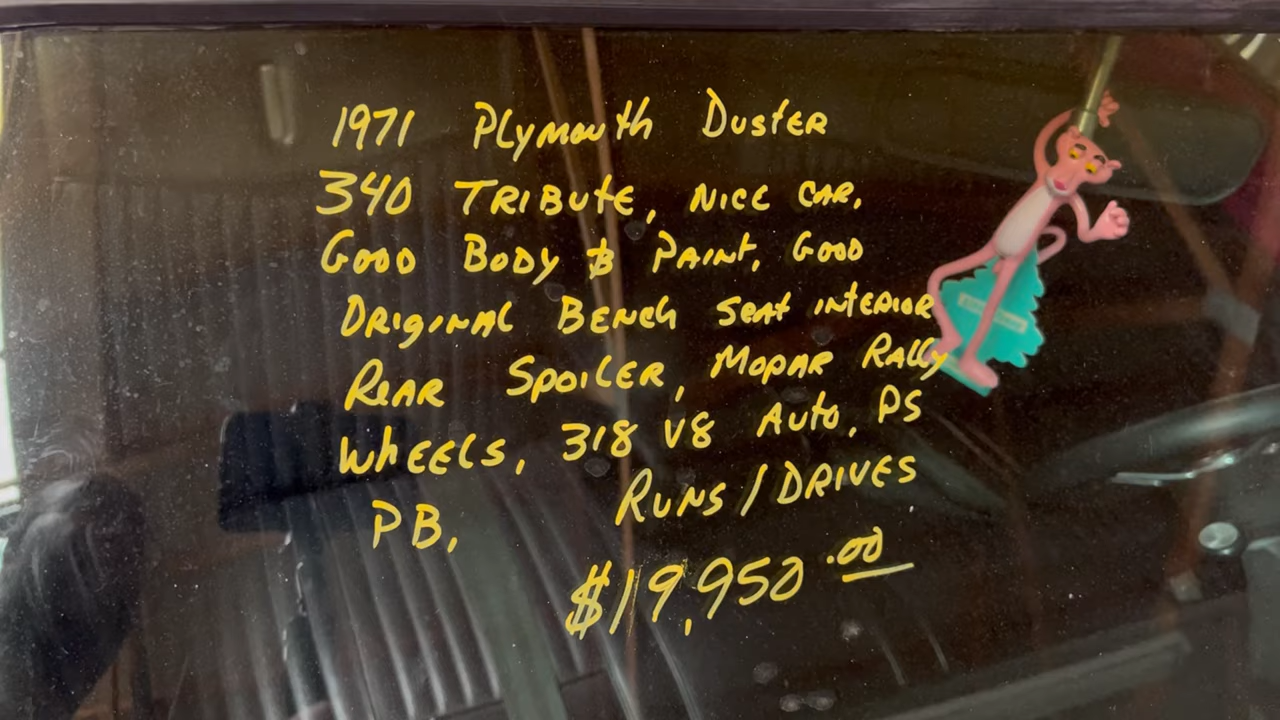 1971 Plymouth Duster
340 Tribute, Nice Car.
Good Body & Paint, Good
Original Bench Seat interior
Rear Spoiler, Mopar Rally
Wheels, 318 V8 Auto, PS
PB, Runs/Drives
$19,950.00